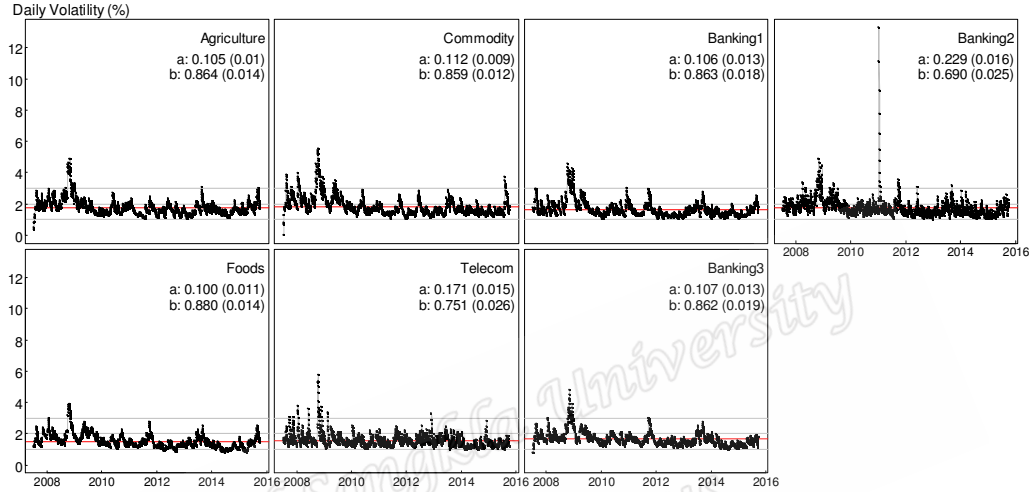 Daily Volatility (%)
Agriculture
a: 0.105 (0.01)
b: 0.864 (0.014)
Commodity
a: 0.112 (0.009)
b: 0.859 (0.012)
Banking1
a: 0.106 (0.013)
b: 0.863 (0.018)
Banking2
a: 0.229 (0.016)
b: 0.690 (0.025)
12
10
8
6
4
2
0
2008 2010 2012 2014 2016
Foods
a: 0.100 (0.011)
b: 0.880 (0.014)
Telecom
a: 0.171 (0.015)
b: 0.751 (0.026)
Banking3
a: 0.107 (0.013)
b: 0.862 (0.019)
12
10
8
6
4
2
0
2008 2010 2012 2014 2016
2008 2010 2012 2014 2016
2008 2010 2012 2014 2016
University